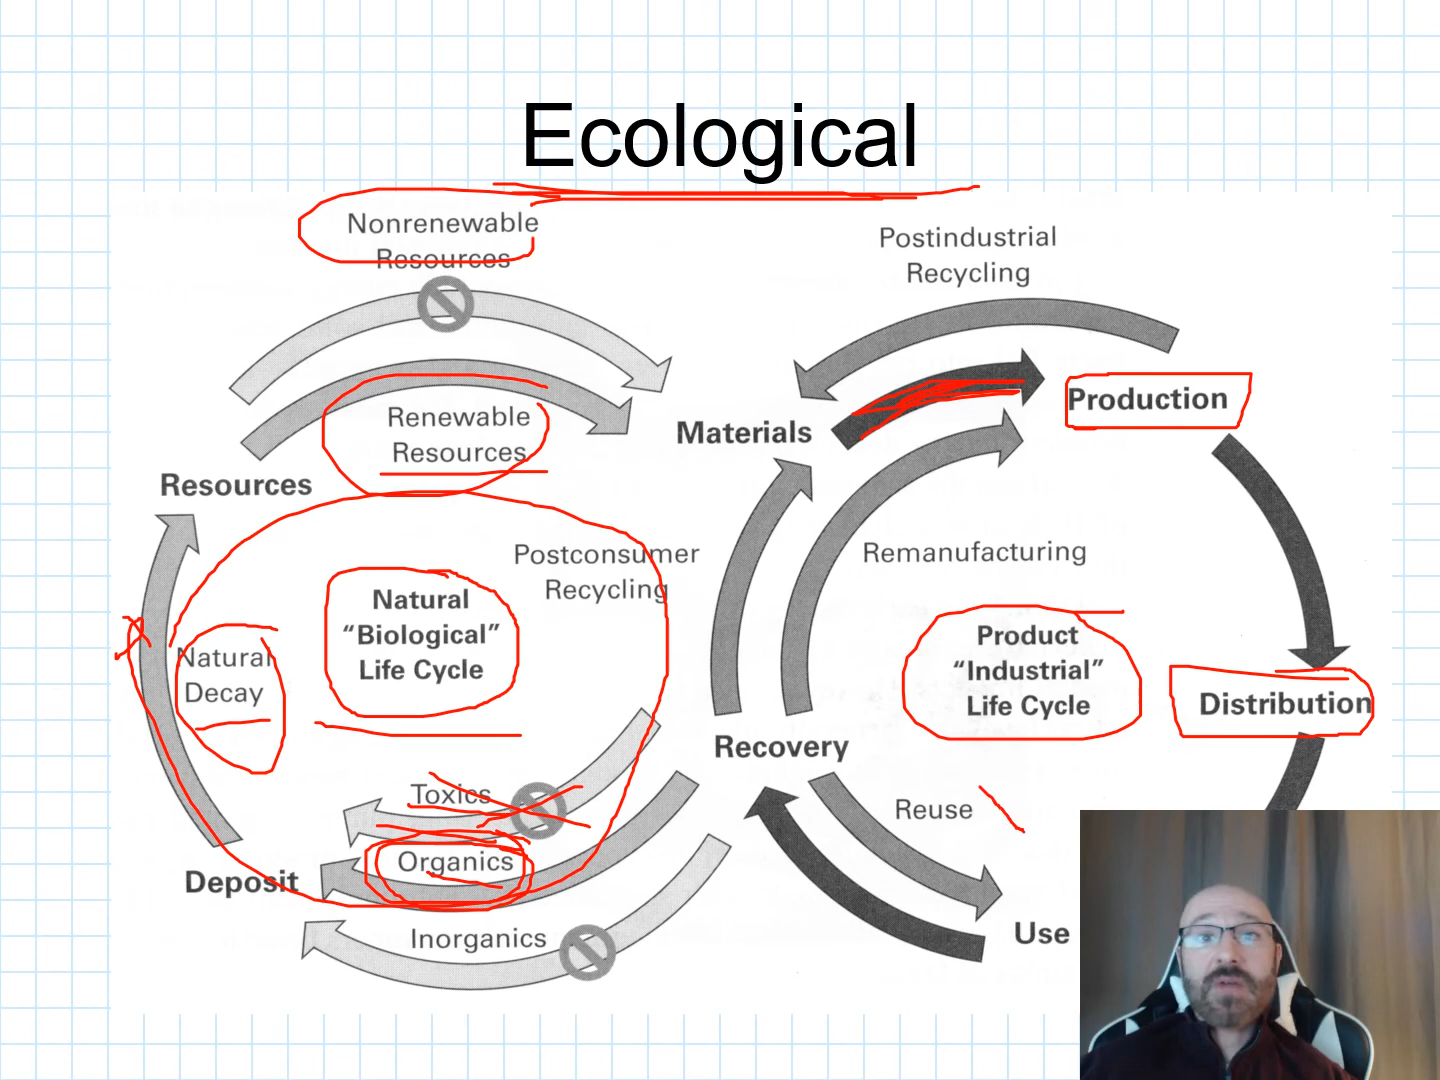 Ecological
Nonrenewable
Resources
Postindustrial
Recycling
Renewable
Resources
Materials
Production
Resources
Postconsumer
Recycling
Remanufacturing
Natural
“Biological”
Life Cycle
Product
“Industrial”
Life Cycle
Natural
Decay
Distribution
Recovery
Toxics
Reuse
Organics
Deposit
Inorganics
Use